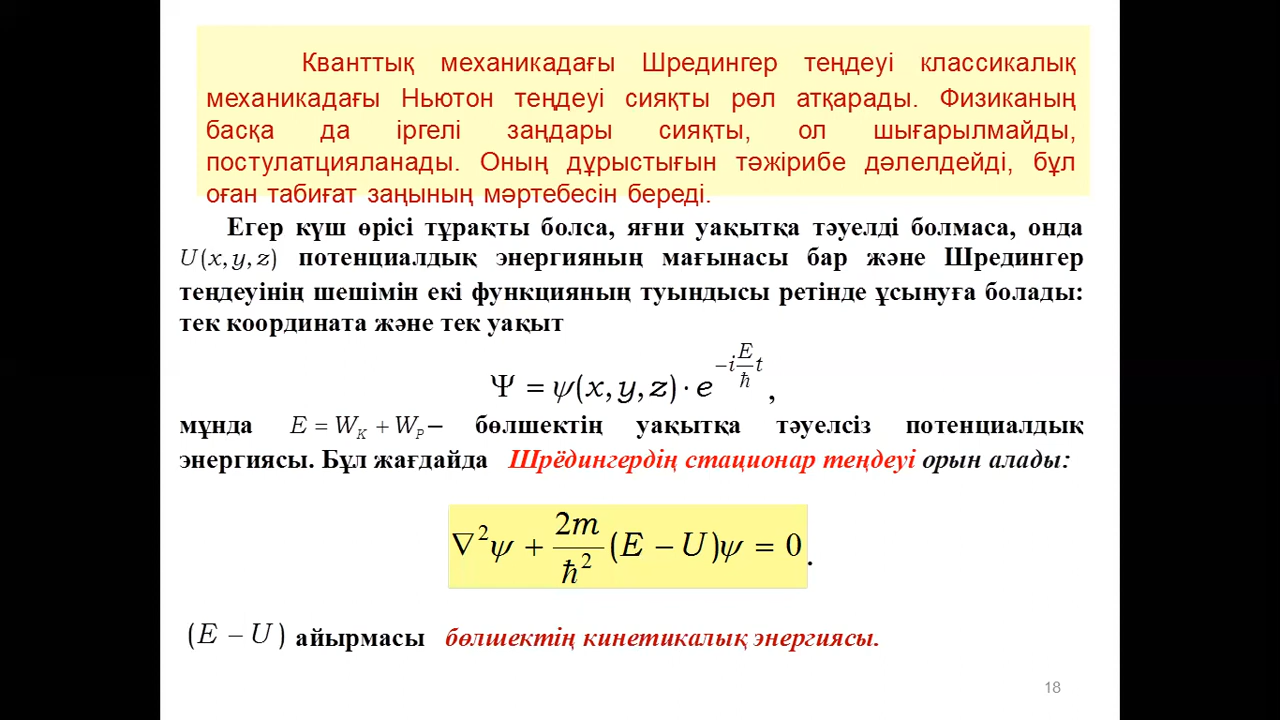 Кванттық механикадағы Шредингер теңдеуі классикалық
механикадағы Ньютон теңдеуі сияқты рөл атқарады. Физиканың
басқа да іргелі заңдары сияқты, ол шығарылмайды,
постулатцияланады. Оның дұрыстығын тәжірибе дәлелдейді, бұл
оған табиғат заңының мәртебесін береді.
Егер күш өрісі тұрақты болса, яғни уақытқа тәуелді болмаса, онда
U(x,y,z) потенциалдық энергияның мағынасы бар және Шредингер
теңдеуінің шешімін екі функцияның туындысы ретінде ұсынуға болады:
тек координата және тек уақыт
Ψ = ψ(x,y,z)·e^{−i\frac{E}{ħ}t},
мұнда E = W_K + W_P – бөлшектің уақытқа тәуелсіз потенциалдық
энергиясы. Бұл жағдайда Шрёдингердің стационар теңдеуі орын алады:
∇²ψ + \frac{2m}{ħ²}(E − U)ψ = 0.
(E − U) айырмасы бөлшектің кинетикалық энергиясы.
18